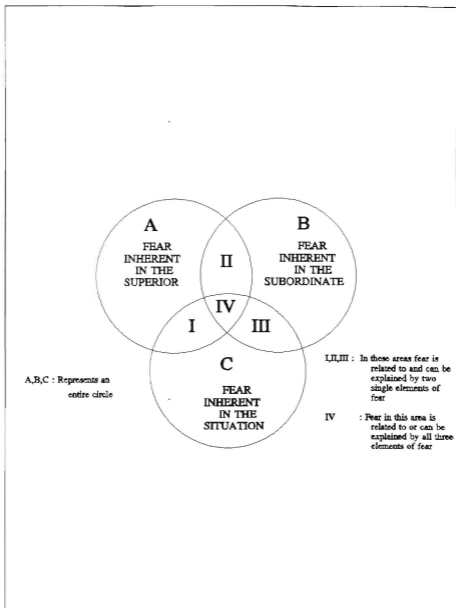 A
FEAR
INHERENT
IN THE
SUPERIOR
B
FEAR
INHERENT
IN THE
SUBORDINATE
II
IV
I
III
C
FEAR
INHERENT
IN THE
SITUATION
A,B,C : Represents an
entire circle
I,II,III : In these areas fear is
related to and can be
explained by two
single elements of
fear
IV : Fear in this area is
related to or can be
explained by all three
elements of fear